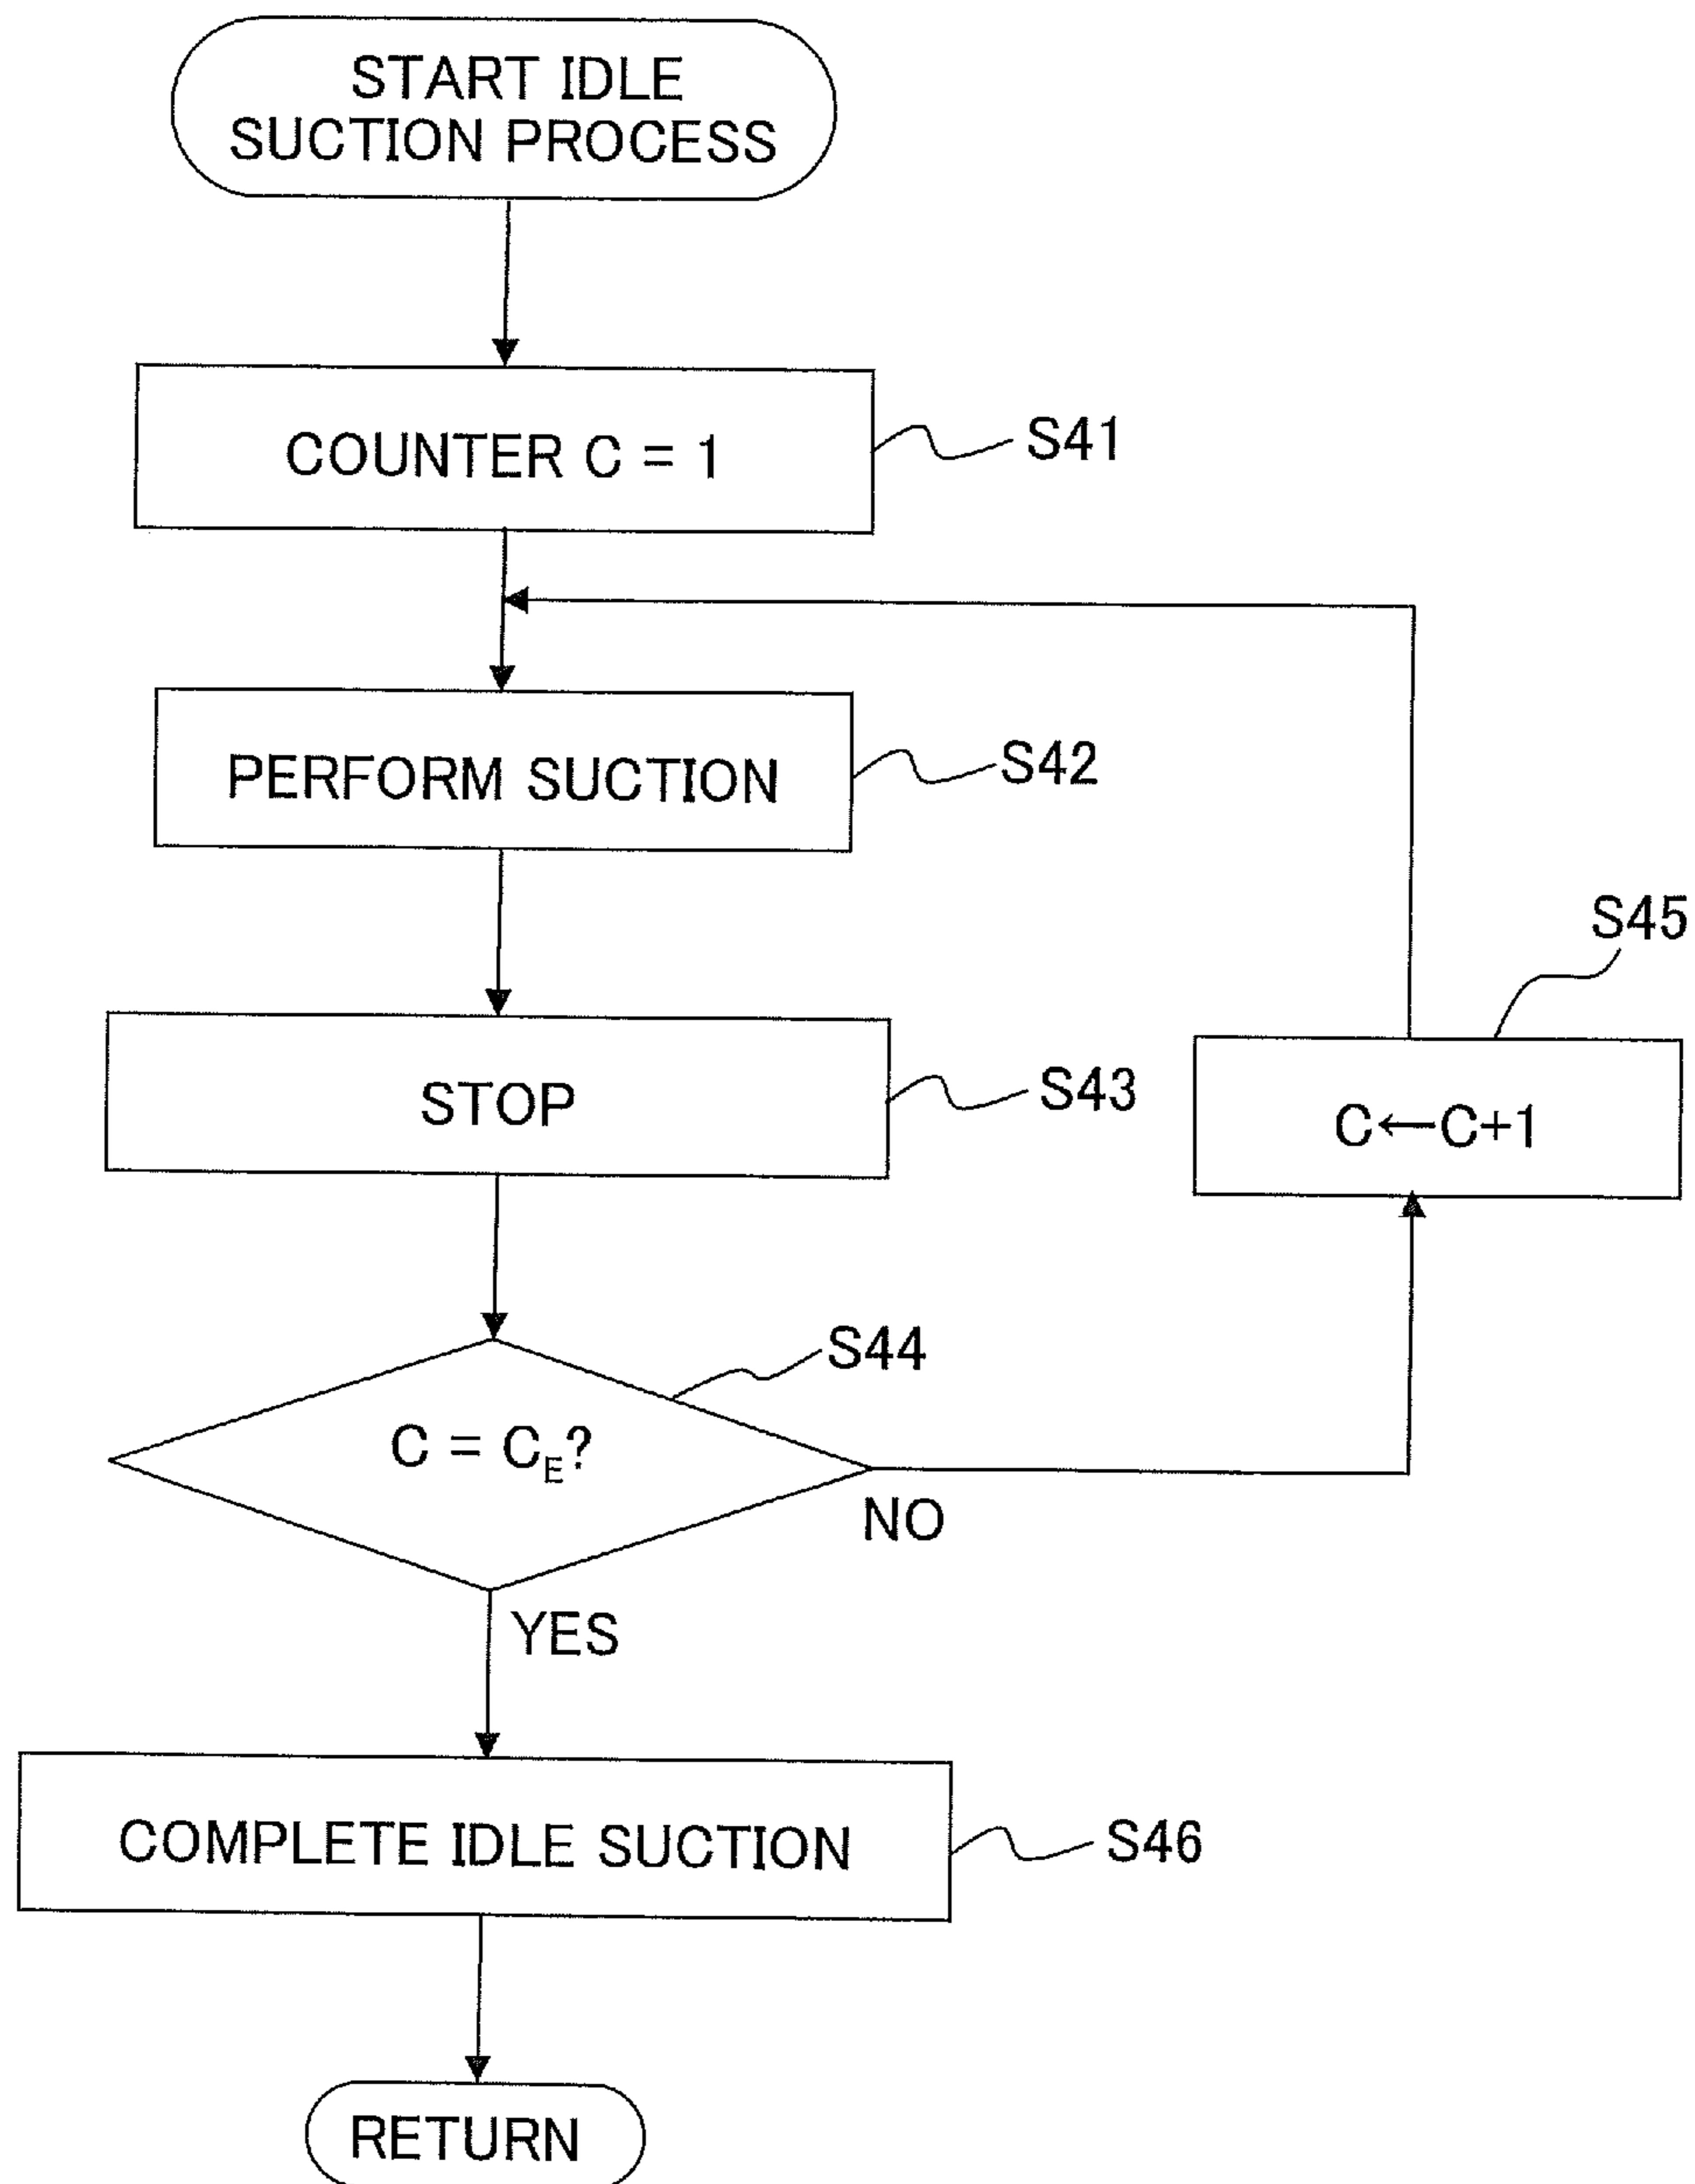 START IDLE
SUCTION PROCESS
COUNTER C = 1
S41
PERFORM SUCTION
S42
STOP
S43
S45
C←C+1
S44
C = C_E?
NO
YES
COMPLETE IDLE SUCTION
S46
RETURN